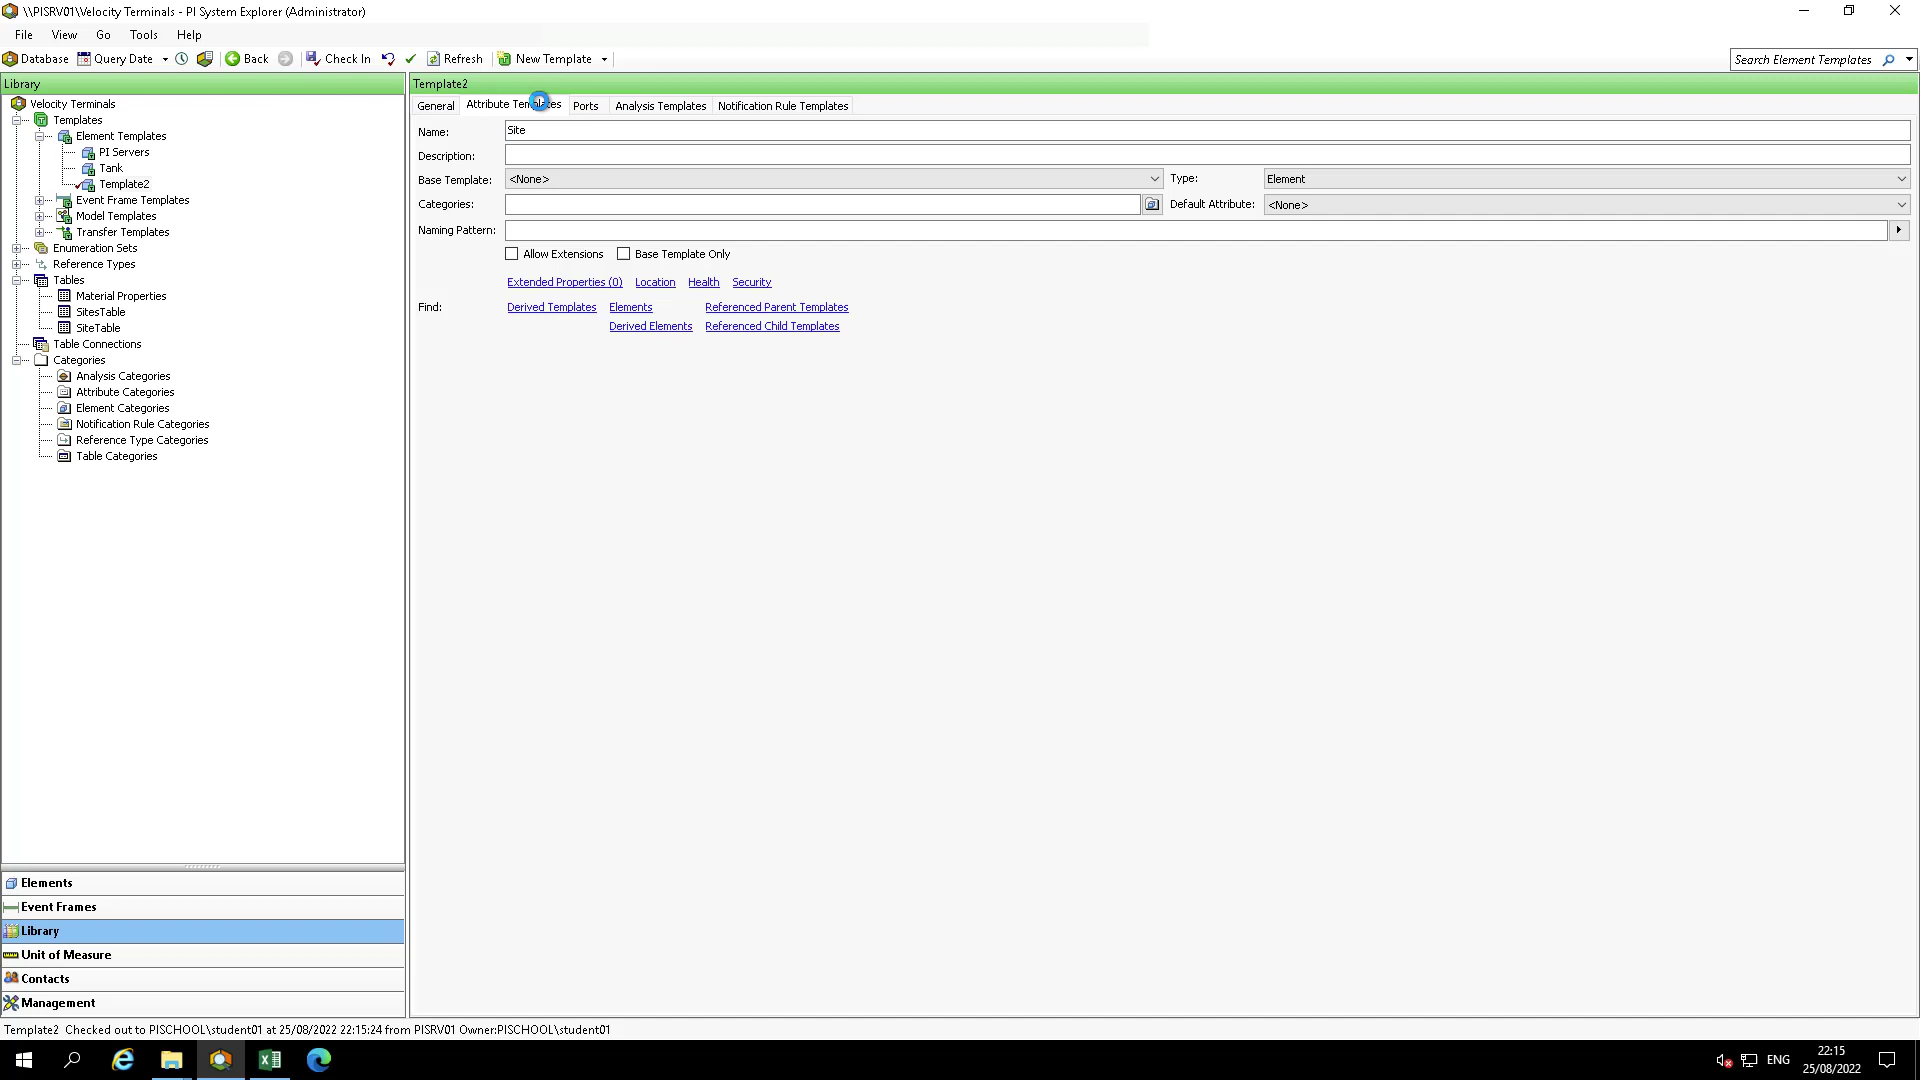 \\PISRV01\Velocity Terminals - PI System Explorer (Administrator)
File View Go Tools Help
Database Query Date Back Check In Refresh New Template Search Element Templates
Library
Velocity Terminals
Templates
Element Templates
PI Servers
Tank
Template2
Event Frame Templates
Model Templates
Transfer Templates
Enumeration Sets
Reference Types
Tables
Material Properties
SitesTable
SiteTable
Table Connections
Categories
Analysis Categories
Attribute Categories
Element Categories
Notification Rule Categories
Reference Type Categories
Table Categories
Elements
Event Frames
Library
Unit of Measure
Contacts
Management
Template2
General Attribute Templates Ports Analysis Templates Notification Rule Templates
Name: Site
Description:
Base Template: <None> Type: Element
Categories: Default Attribute: <None>
Naming Pattern:
Allow Extensions Base Template Only
Extended Properties (0) Location Health Security
Find: Derived Templates Elements Referenced Parent Templates
Derived Elements Referenced Child Templates
Template2 Checked out to PISCHOOL\student01 at 25/08/2022 22:15:24 from PISRV01 Owner:PISCHOOL\student01
ENG
22:15
25/08/2022